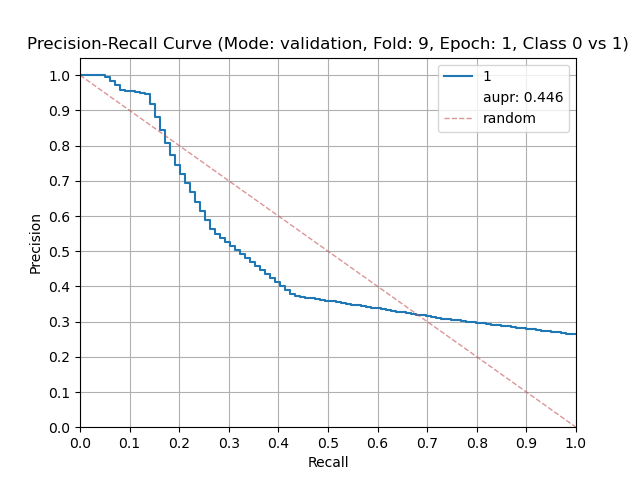 Precision-Recall Curve (Mode: validation, Fold: 9, Epoch: 1, Class 0 vs 1)
1.0
0.9
0.8
0.7
0.6
0.5
0.4
0.3
0.2
0.1
0.0
Precision
1
aupr: 0.446
random
0.0 0.1 0.2 0.3 0.4 0.5 0.6 0.7 0.8 0.9 1.0
Recall